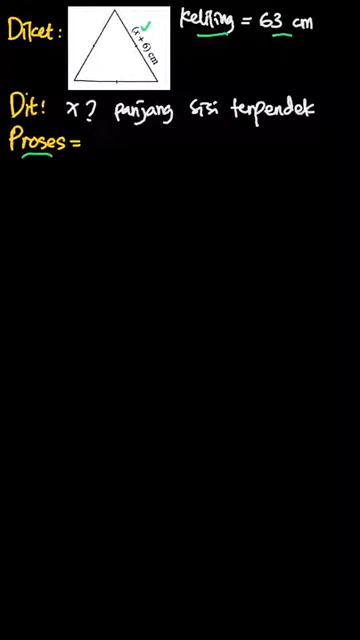 Diket: (x + 6) cm keliling = 63 cm
Dit: x? panjang sisi terpendek
Proses =